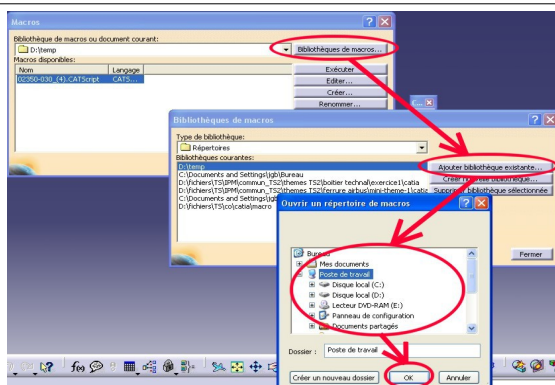 Macros
Bibliothèque de macros ou document courant:
D:\temp
Bibliothèques de macros...
Macros disponibles:
Nom Langage
02350-030_(4).CATScript CATS...
Exécuter
Editer...
Créer...
Renommer...
Bibliothèques de macros
Type de bibliothèque:
Répertoires
Bibliothèques courantes:
D:\temp
C:\Documents and Settings\jgb\Bureau
D:\fichiers\TS\IPM\commun_TS2\themes TS2\boitier technal\exercice1\catia
D:\fichiers\TS\IPM\commun_TS2\themes TS2\ferrure airbus\mini-theme-1\catia
C:\Documents and Settings\jgb
D:\fichiers\TS\co\catia\macro
Ajouter bibliothèque existante...
Créer nouvelle bibliothèque...
Supprimer bibliothèque sélectionnée
Fermer
Ouvrir un répertoire de macros
Bureau
Mes documents
Poste de travail
Disque local (C:)
Disque local (D:)
Lecteur DVD-RAM (E:)
Panneau de configuration
Documents partagés
Dossier : Poste de travail
Créer un nouveau dossier
OK
Annuler